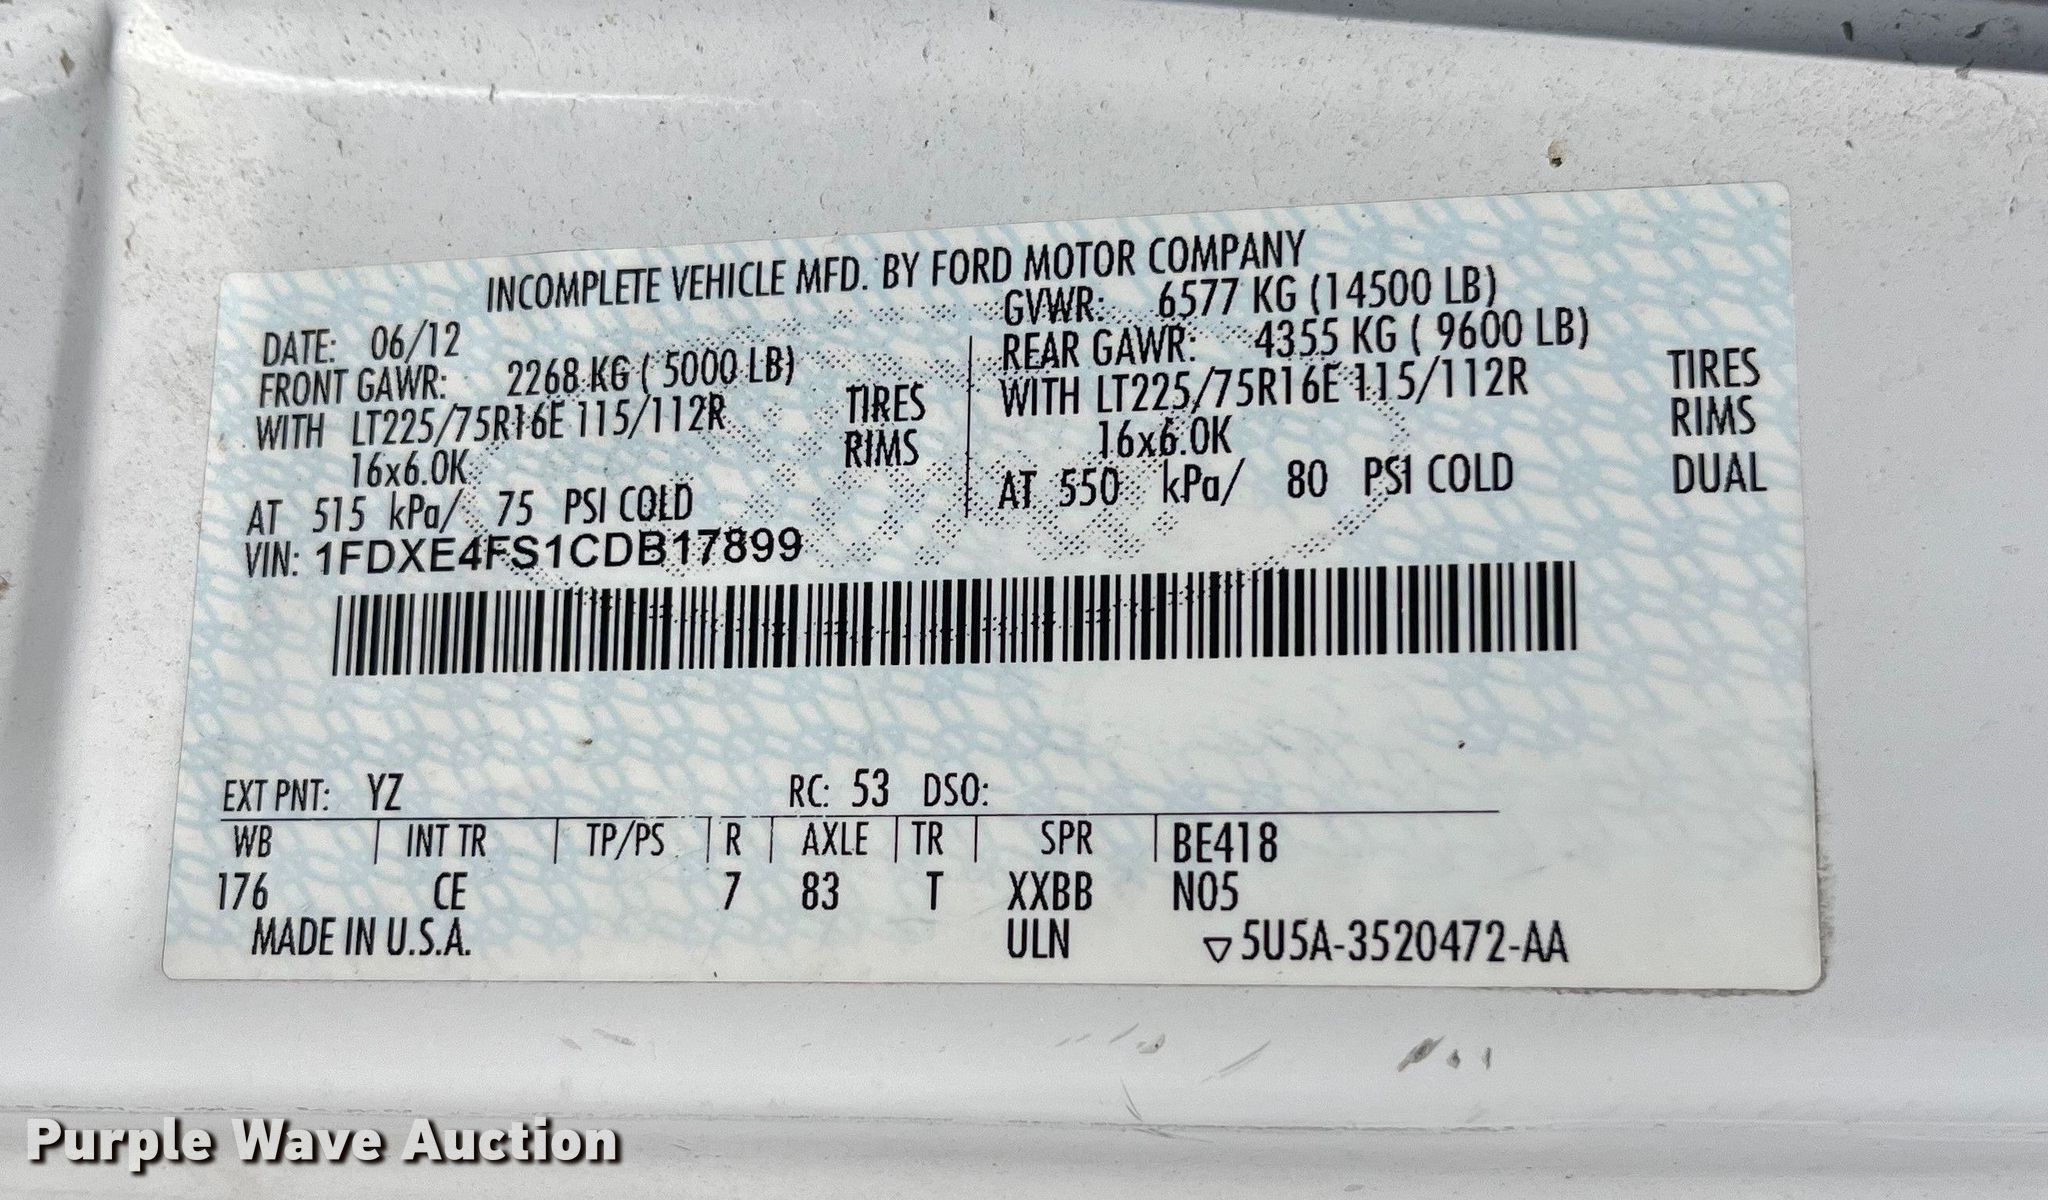 INCOMPLETE VEHICLE MFD. BY FORD MOTOR COMPANY
DATE: 06/12 GVWR: 6577 KG (14500 LB)
FRONT GAWR: 2268 KG ( 5000 LB) REAR GAWR: 4355 KG ( 9600 LB)
WITH LT225/75R16E 115/112R TIRES WITH LT225/75R16E 115/112R TIRES
16x6.0K RIMS 16x6.0K RIMS
AT 515 kPa/ 75 PSI COLD AT 550 kPa/ 80 PSI COLD DUAL
VIN: 1FDXE4FS1CDB17899
EXT PNT: YZ RC: 53 DSO:
WB INT TR TP/PS R AXLE TR SPR BE418
176 CE 7 83 T XXBB N05
MADE IN U.S.A. ULN ▽5U5A-3520472-AA
Purple Wave Auction